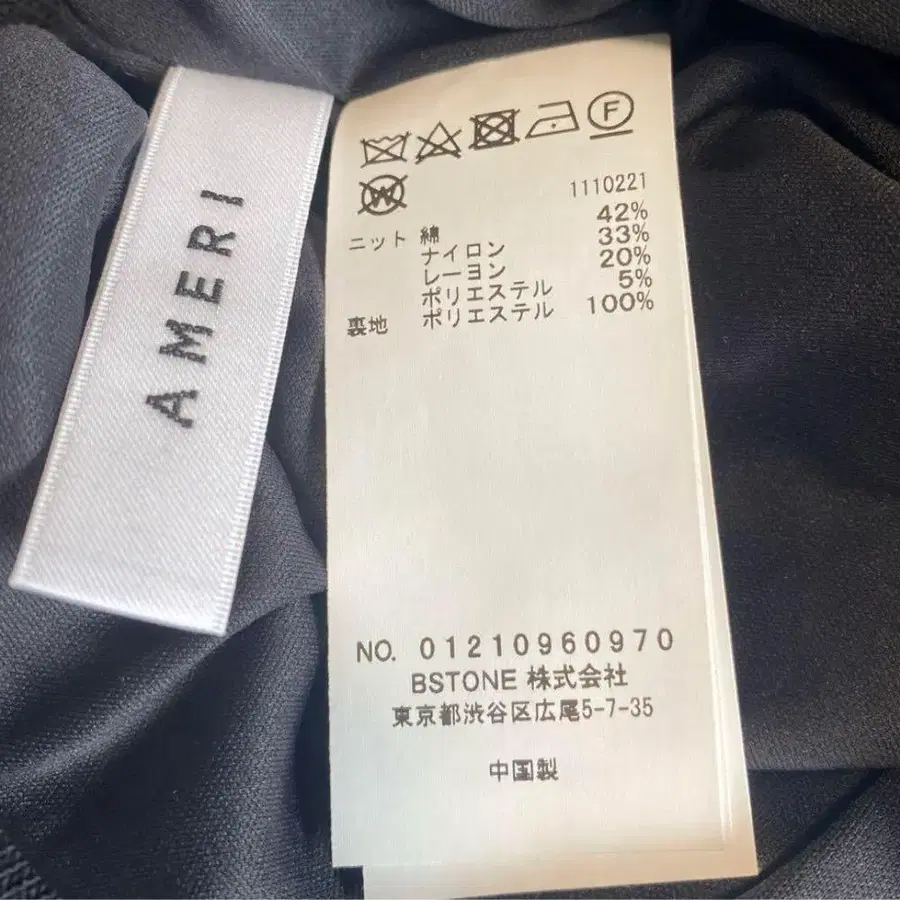 AMERI
F
W
1110221
ニット 綿 42%
ナイロン 33%
レーヨン 20%
ポリエステル 5%
裏地 ポリエステル 100%
NO. 01210960970
BSTONE 株式会社
東京都渋谷区広尾5-7-35
中国製